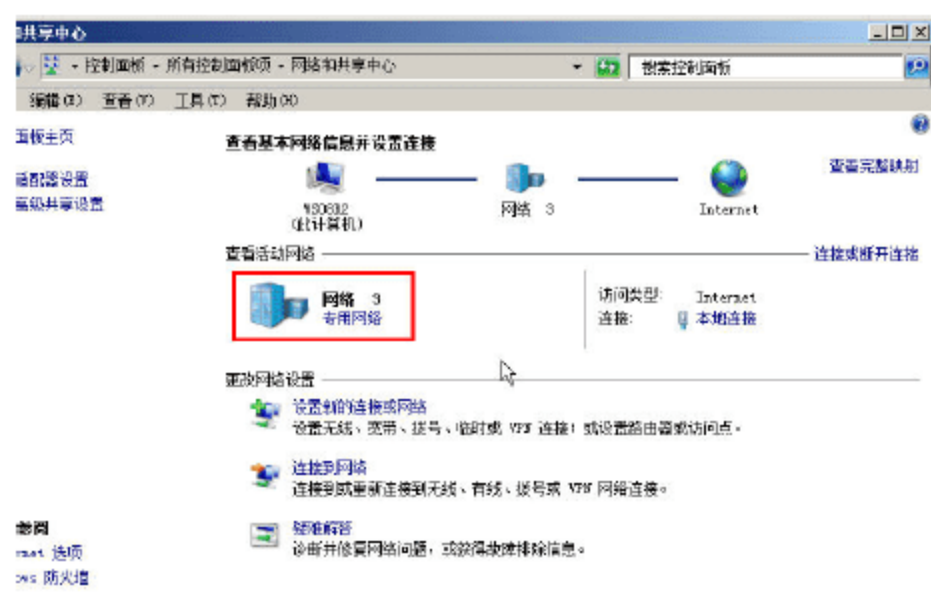 共享中心
控制面板 - 所有控制面板项 - 网络和共享中心
搜索控制面板
编辑(E) 查看(V) 工具(T) 帮助(H)
面板主页
适配器设置
高级共享设置
查看基本网络信息并设置连接
查看完整映射
(此计算机)
网络 3
Internet
查看活动网络
连接或断开连接
网络 3
专用网络
访问类型: Internet
连接: 本地连接
更改网络设置
设置新的连接或网络
设置无线、宽带、拨号、临时或 VPN 连接；或设置路由器或访问点。
连接到网络
连接到或重新连接到无线、有线、拨号或 VPN 网络连接。
疑难解答
诊断并修复网络问题，或获得故障排除信息。
参阅
rnet 选项
ows 防火墙